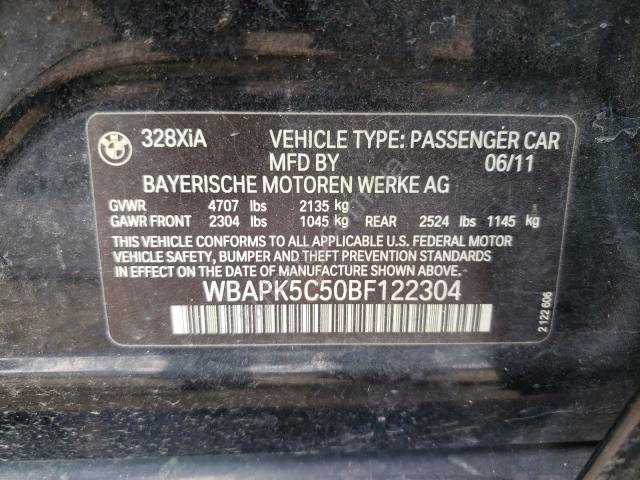 328XiA VEHICLE TYPE: PASSENGER CAR
MFD BY 06/11
BAYERISCHE MOTOREN WERKE AG
GVWR 4707 lbs 2135 kg
GAWR FRONT 2304 lbs 1045 kg REAR 2524 lbs 1145 kg
THIS VEHICLE CONFORMS TO ALL APPLICABLE U.S. FEDERAL MOTOR
VEHICLE SAFETY, BUMPER AND THEFT PREVENTION STANDARDS
IN EFFECT ON THE DATE OF MANUFACTURE SHOWN ABOVE.
WBAPK5C50BF122304
2 122 606